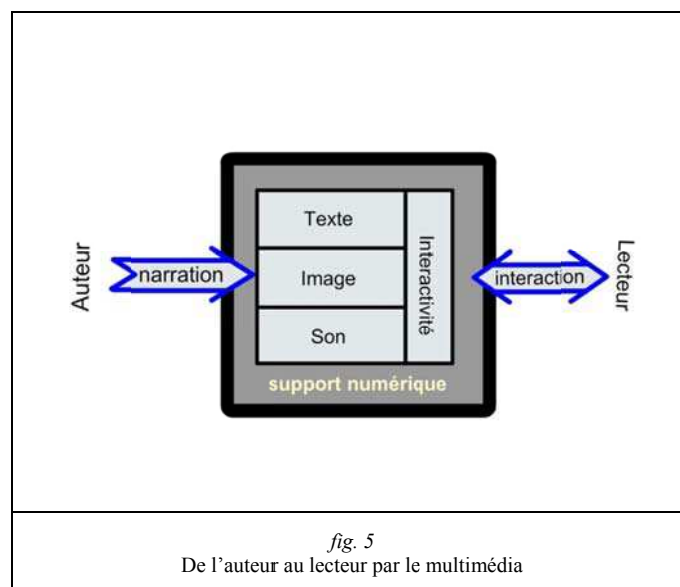 Auteur
narration
Texte
Image
Son
Interactivité
support numérique
interaction
Lecteur
fig. 5
De l'auteur au lecteur par le multimédia